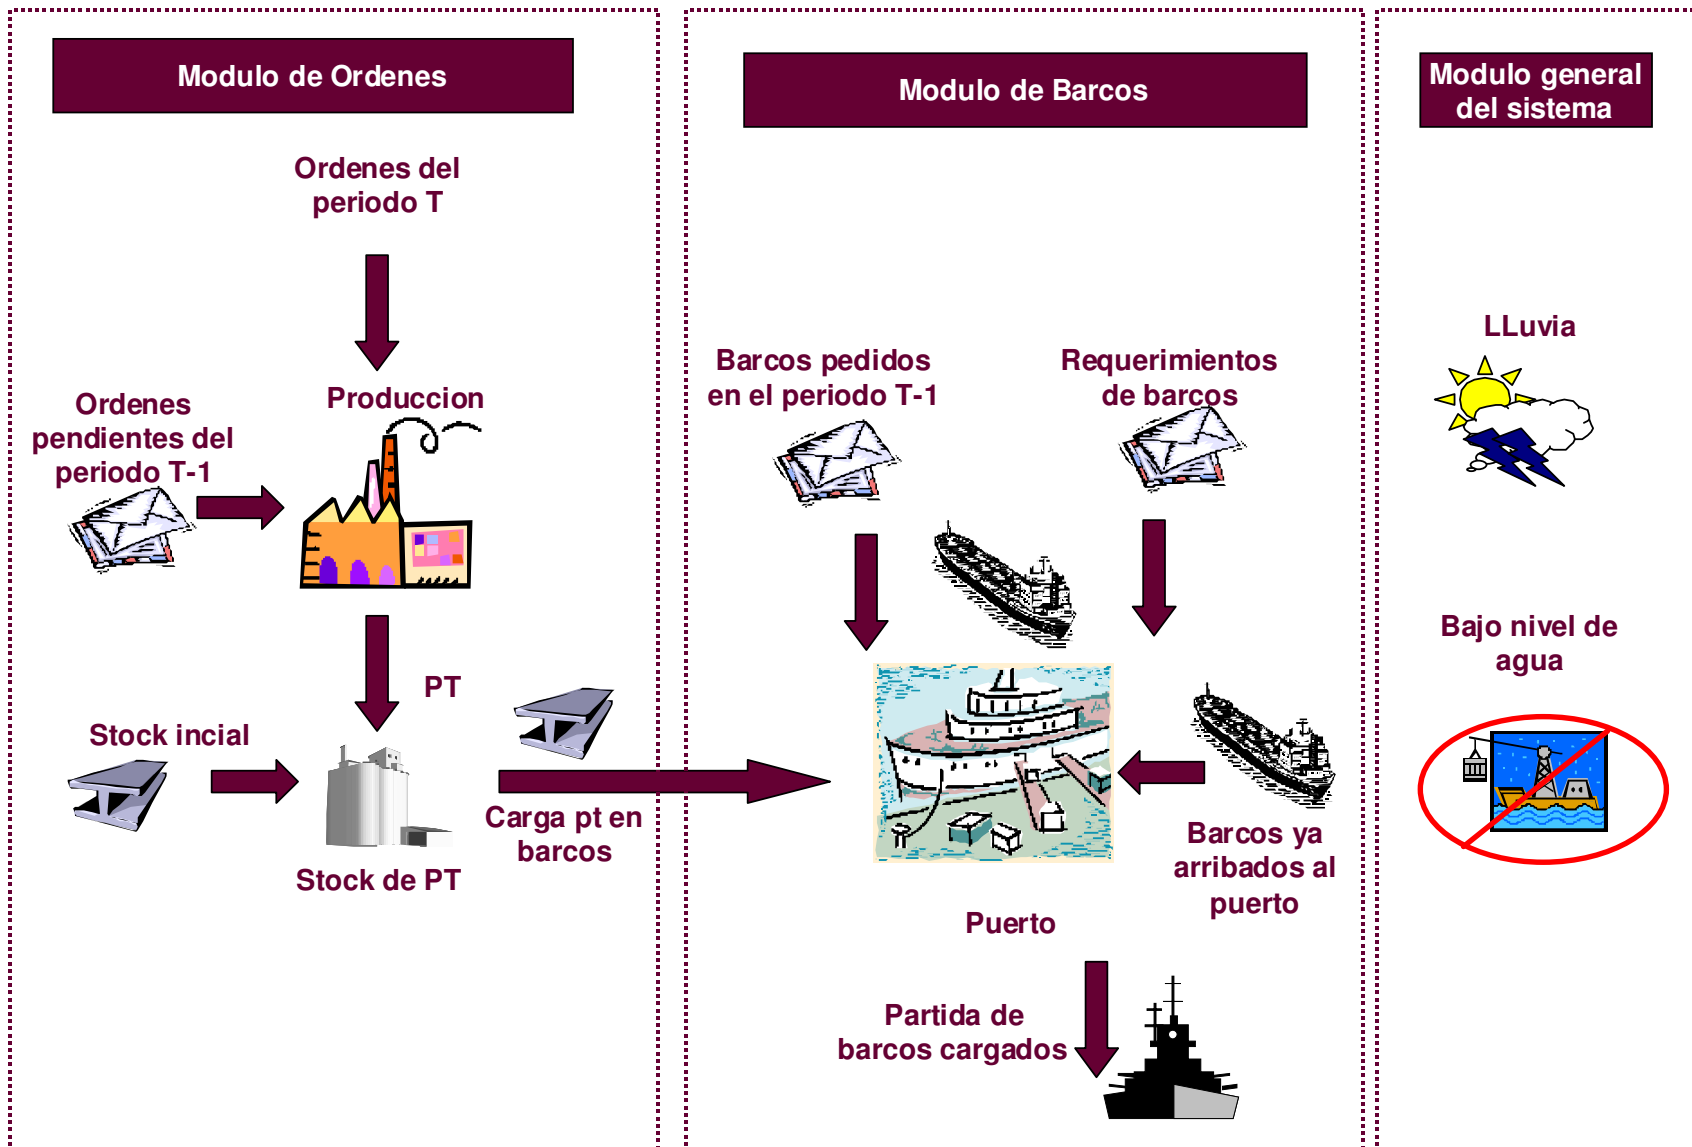 Modulo de Ordenes
Ordenes del
periodo T
Produccion
Ordenes
pendientes del
periodo T-1
PT
Stock incial
Carga pt en
barcos
Stock de PT
Modulo de Barcos
Barcos pedidos
en el periodo T-1
Requerimientos
de barcos
Barcos ya
arribados al
puerto
Puerto
Partida de
barcos cargados
Modulo general
del sistema
LLuvia
Bajo nivel de
agua